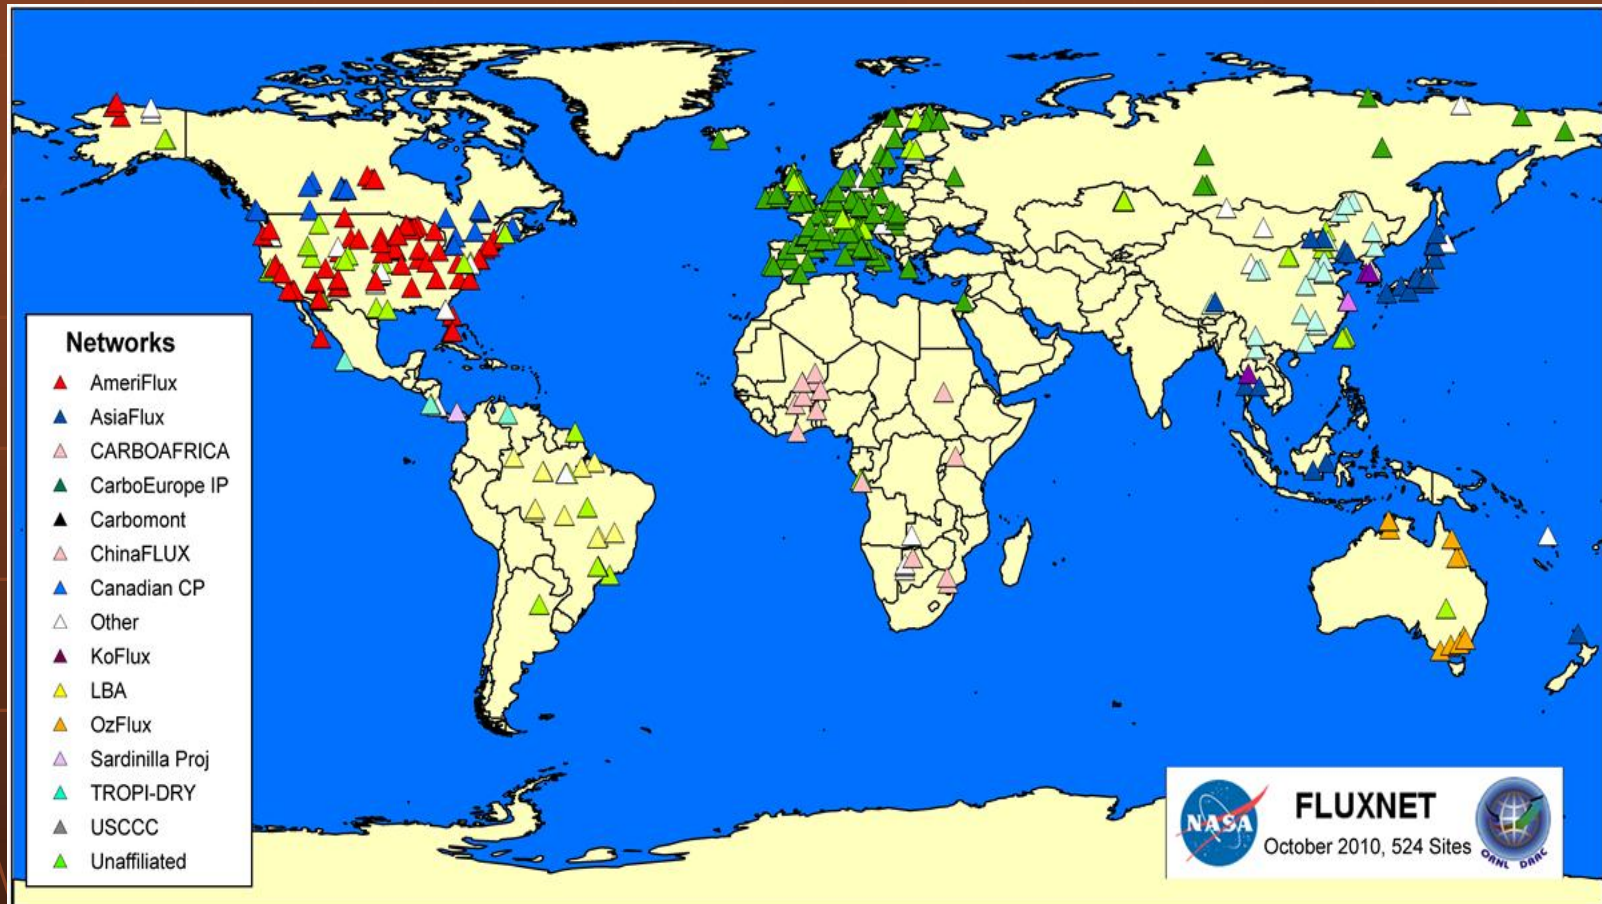 Networks
AmeriFlux
AsiaFlux
CARBOAFRICA
CarboEurope IP
Carbomont
ChinaFLUX
Canadian CP
Other
KoFlux
LBA
OzFlux
Sardinilla Proj
TROPI-DRY
USCCC
Unaffiliated
NASA
FLUXNET
October 2010, 524 Sites
ORNL DAAC